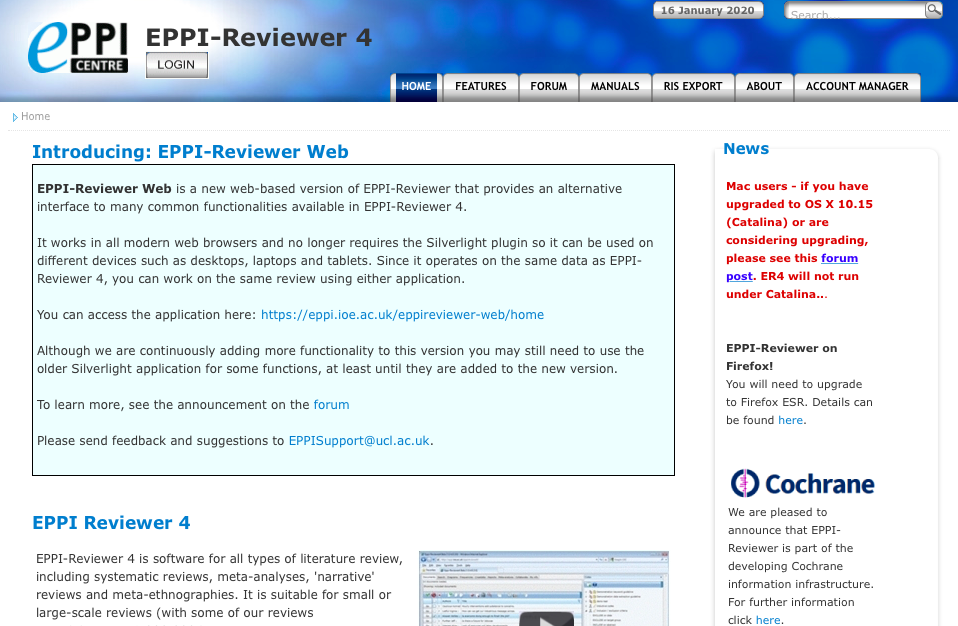 16 January 2020
Search...
ePPI
CENTRE
EPPI-Reviewer 4
LOGIN
HOME
FEATURES
FORUM
MANUALS
RIS EXPORT
ABOUT
ACCOUNT MANAGER
Home
Introducing: EPPI-Reviewer Web
EPPI-Reviewer Web is a new web-based version of EPPI-Reviewer that provides an alternative
interface to many common functionalities available in EPPI-Reviewer 4.
It works in all modern web browsers and no longer requires the Silverlight plugin so it can be used on
different devices such as desktops, laptops and tablets. Since it operates on the same data as EPPI-
Reviewer 4, you can work on the same review using either application.
You can access the application here: https://eppi.ioe.ac.uk/eppireviewer-web/home
Although we are continuously adding more functionality to this version you may still need to use the
older Silverlight application for some functions, at least until they are added to the new version.
To learn more, see the announcement on the forum
Please send feedback and suggestions to EPPISupport@ucl.ac.uk.
EPPI Reviewer 4
EPPI-Reviewer 4 is software for all types of literature review,
including systematic reviews, meta-analyses, 'narrative'
reviews and meta-ethnographies. It is suitable for small or
large-scale reviews (with some of our reviews
News
Mac users - if you have
upgraded to OS X 10.15
(Catalina) or are
considering upgrading,
please see this forum
post. ER4 will not run
under Catalina...
EPPI-Reviewer on
Firefox!
You will need to upgrade
to Firefox ESR. Details can
be found here.
Cochrane
We are pleased to
announce that EPPI-
Reviewer is part of the
developing Cochrane
information infrastructure.
For further information
click here.